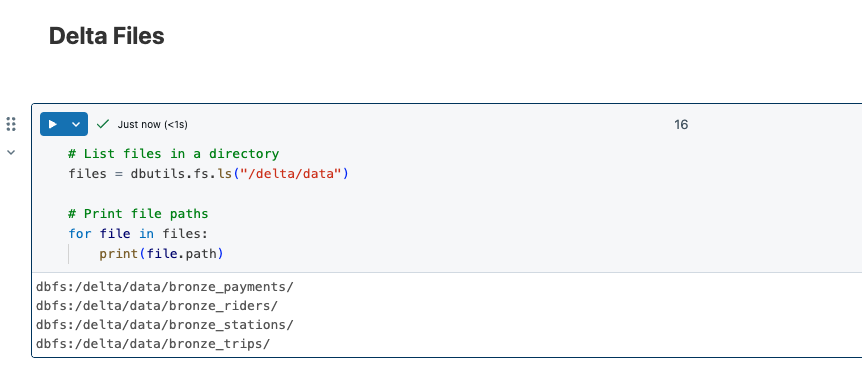 Delta Files
Just now (<1s)
16
# List files in a directory
files = dbutils.fs.ls("/delta/data")
# Print file paths
for file in files:
    print(file.path)
dbfs:/delta/data/bronze_payments/
dbfs:/delta/data/bronze_riders/
dbfs:/delta/data/bronze_stations/
dbfs:/delta/data/bronze_trips/